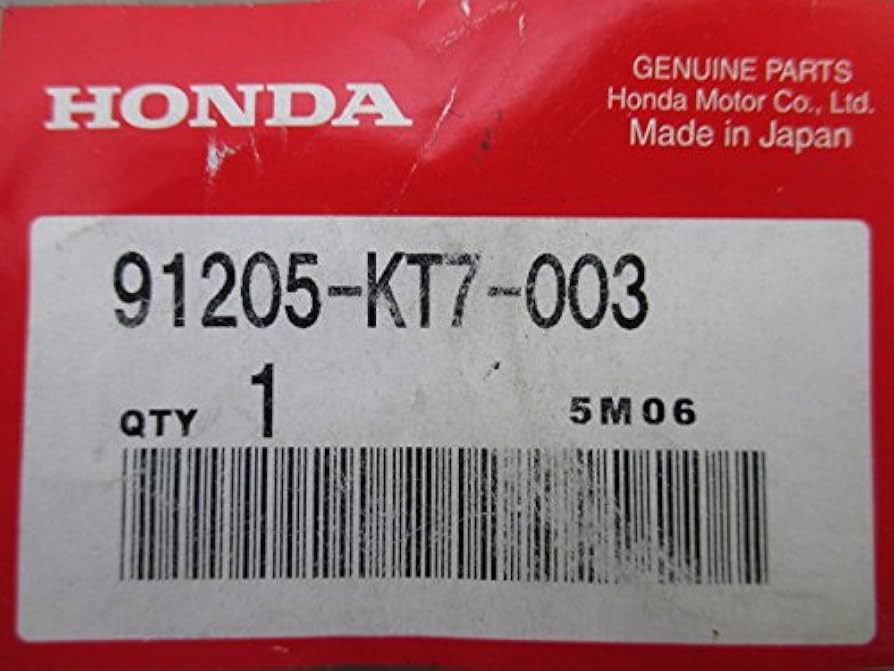 HONDA
GENUINE PARTS
Honda Motor Co., Ltd.
Made in Japan
91205-KT7-003
QTY 1 5M06